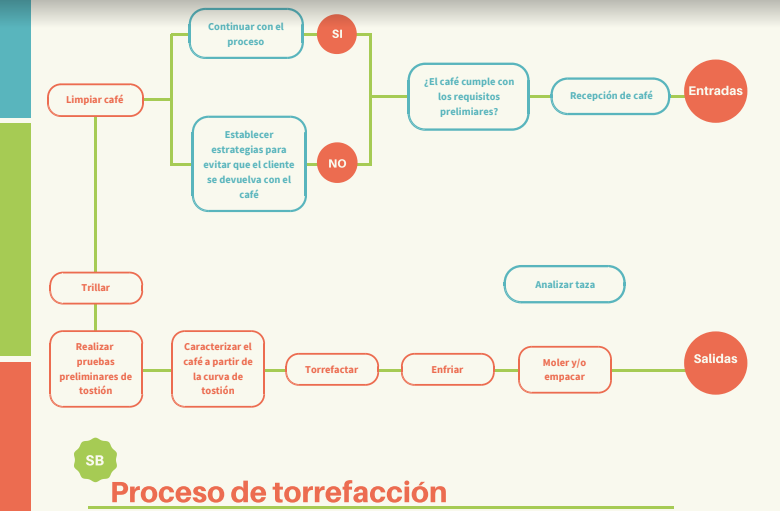 Continuar con el
proceso
SI
¿El café cumple con
los requisitos
prelimiares?
Recepción de café
Entradas
Limpiar café
Establecer
estrategias para
evitar que el cliente
se devuelva con el
café
NO
Trillar
Analizar taza
Realizar
pruebas
preliminares de
tostión
Caracterizar el
café a partir de
la curva de
tostión
Torrefactar
Enfriar
Moler y/o
empacar
Salidas
SB
Proceso de torrefacción